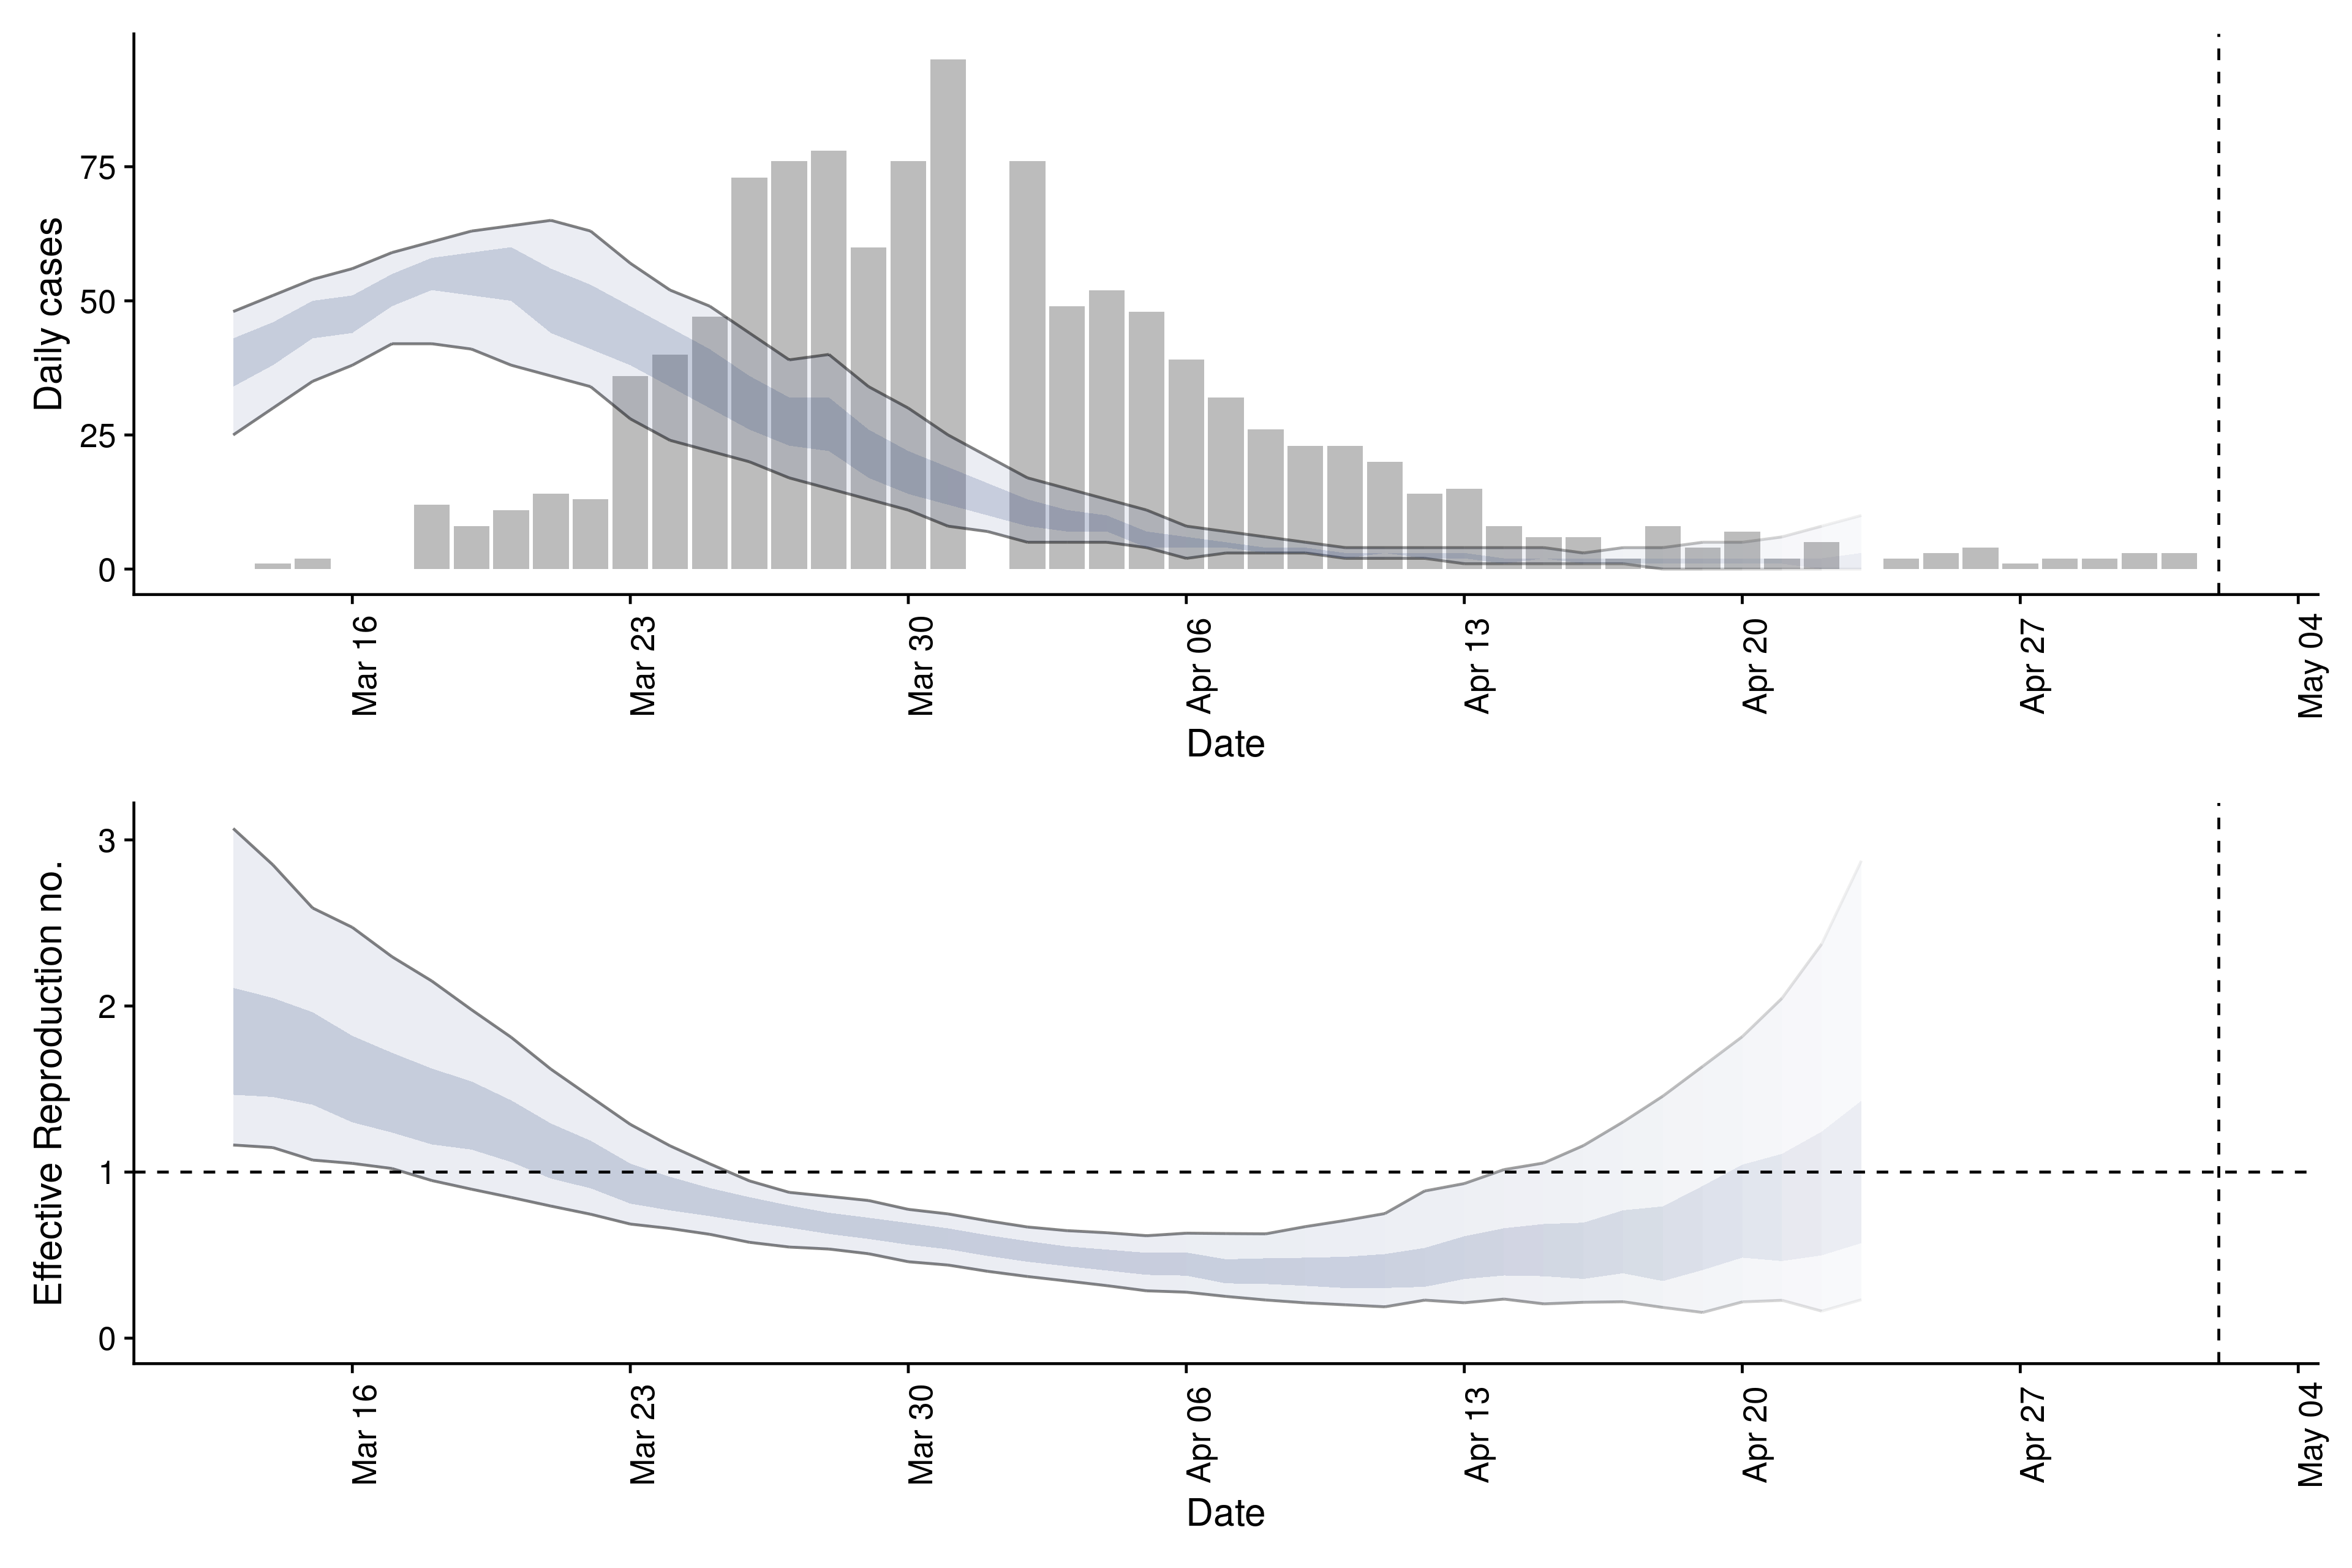 Daily cases
75
50
25
0
Mar 16
Mar 23
Mar 30
Apr 06
Apr 13
Apr 20
Apr 27
May 04
Date
Effective Reproduction no.
3
2
1
0
Mar 16
Mar 23
Mar 30
Apr 06
Apr 13
Apr 20
Apr 27
May 04
Date